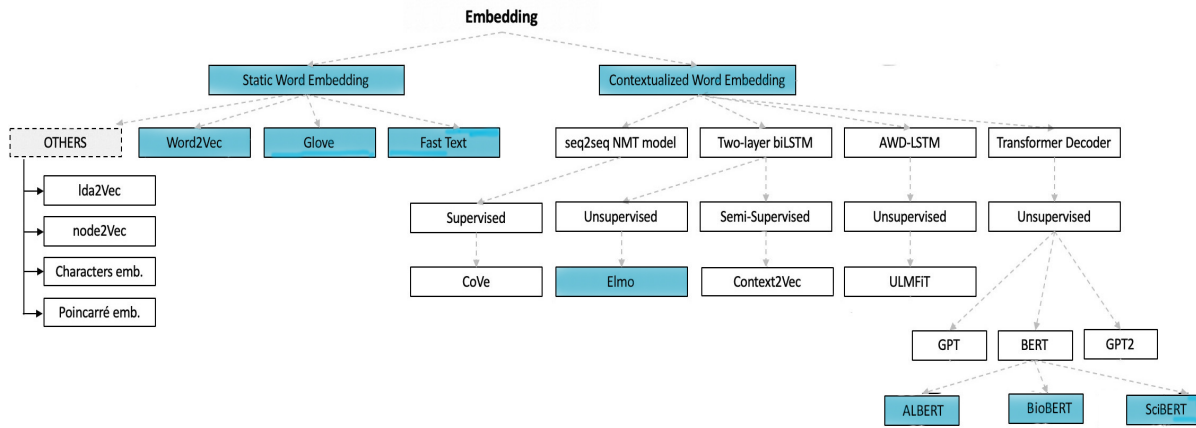 Embedding
Static Word Embedding
Contextualized Word Embedding
OTHERS
Word2Vec
Glove
Fast Text
seq2seq NMT model
Two-layer biLSTM
AWD-LSTM
Transformer Decoder
lda2Vec
node2Vec
Characters emb.
Poincarré emb.
Supervised
Unsupervised
Semi-Supervised
Unsupervised
Unsupervised
CoVe
Elmo
Context2Vec
ULMFiT
GPT
BERT
GPT2
ALBERT
BioBERT
SciBERT